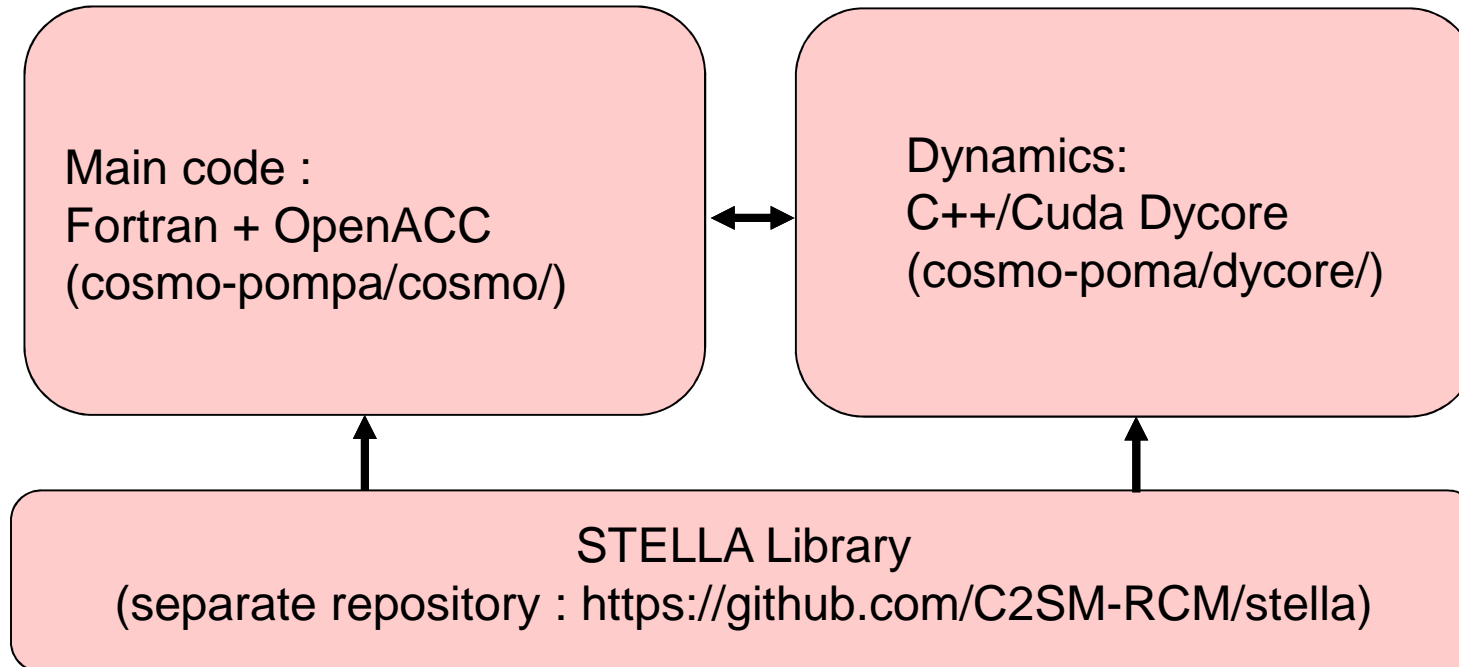 Main code :
Fortran + OpenACC
(cosmo-pompa/cosmo/)
Dynamics:
C++/Cuda Dycore
(cosmo-poma/dycore/)
STELLA Library
(separate repository : https://github.com/C2SM-RCM/stella)